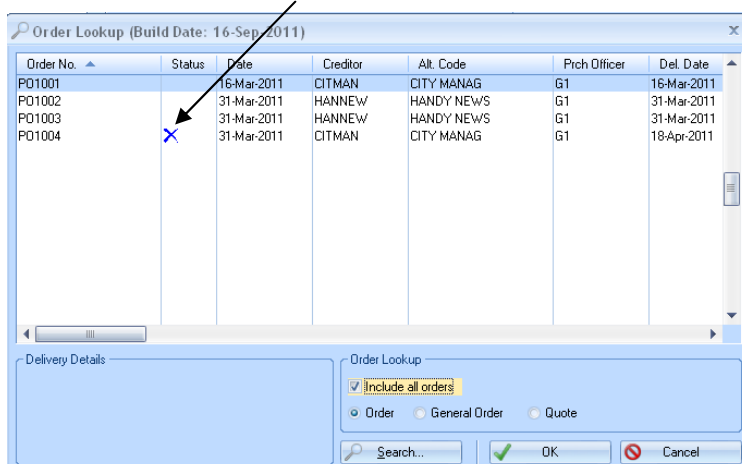 Order Lookup (Build Date: 16-Sep-2011)
Order No. Status Date Creditor Alt. Code Prch Officer Del. Date
PO1001 16-Mar-2011 CITMAN CITY MANAG G1 16-Mar-2011
PO1002 31-Mar-2011 HANNEW HANDY NEWS G1 31-Mar-2011
PO1003 31-Mar-2011 HANNEW HANDY NEWS G1 31-Mar-2011
PO1004 31-Mar-2011 CITMAN CITY MANAG G1 18-Apr-2011
Delivery Details
Order Lookup
Include all orders
Order General Order Quote
Search... OK Cancel